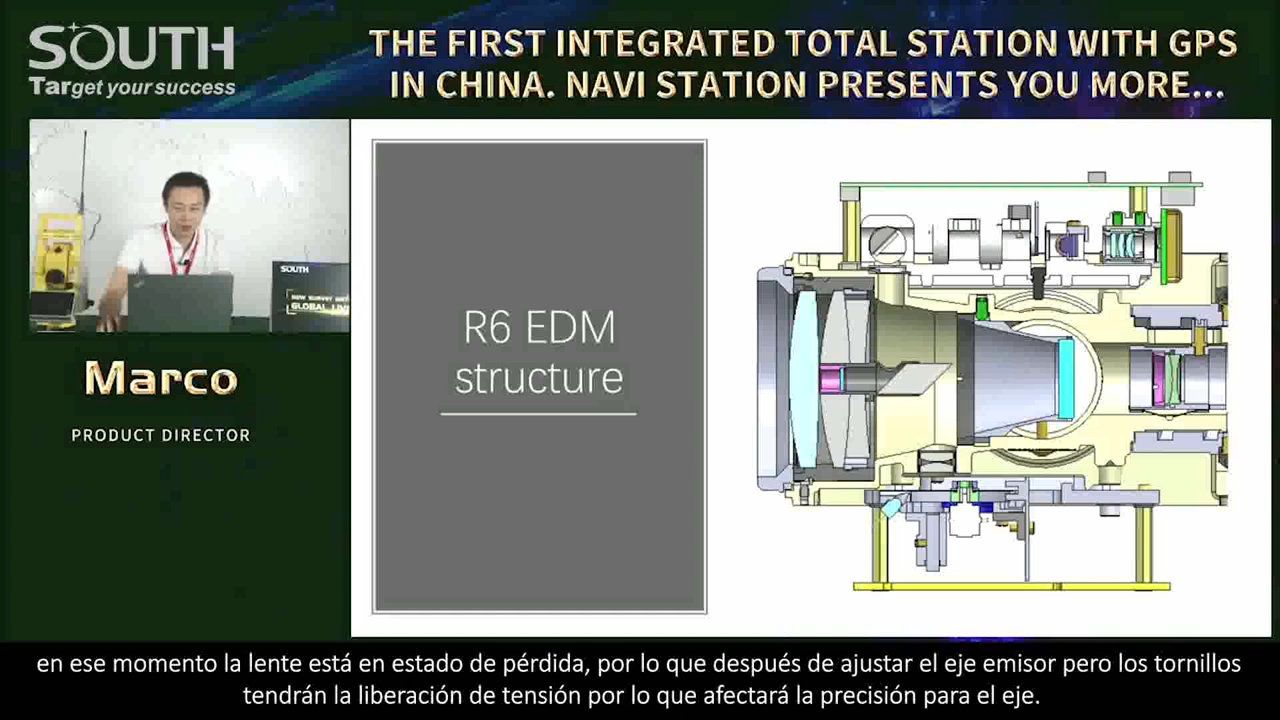 SOUTH
Target your success
THE FIRST INTEGRATED TOTAL STATION WITH GPS
IN CHINA. NAVI STATION PRESENTS YOU MORE...
SOUTH
GLOBAL
Marco
PRODUCT DIRECTOR
R6 EDM
structure
en ese momento la lente está en estado de pérdida, por lo que después de ajustar el eje emisor pero los tornillos
tendrán la liberación de tensión por lo que afectará la precisión para el eje.